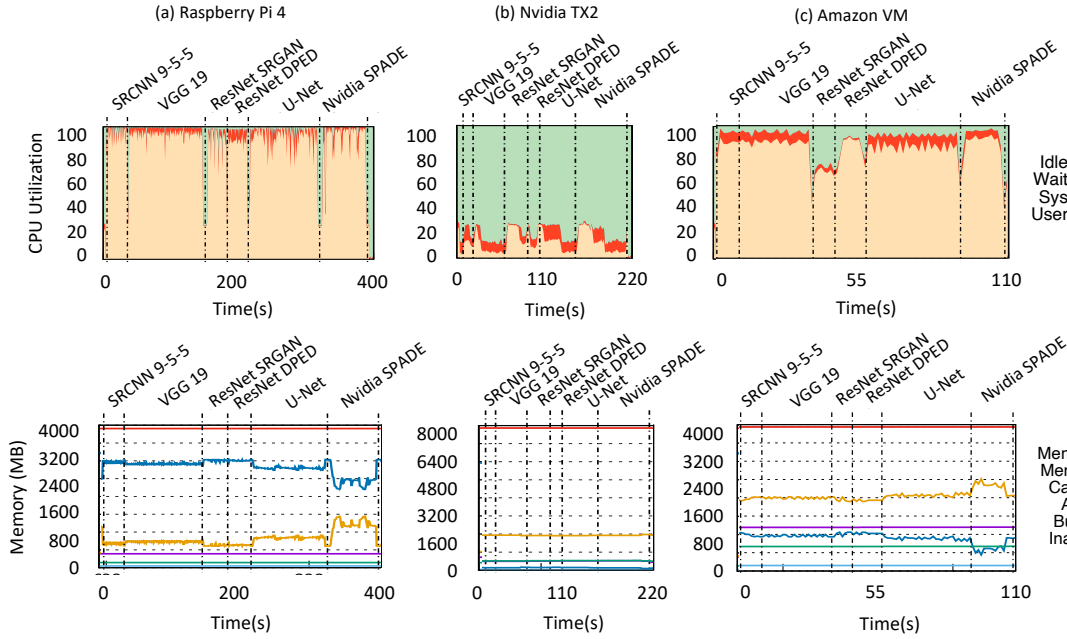 (a) Raspberry Pi 4
(b) Nvidia TX2
(c) Amazon VM
SRCNN 9-5-5
VGG 19
ResNet SRGAN
ResNet DPED
U-Net
Nvidia SPADE
SRCNN 9-5-5
VGG 19
ResNet SRGAN
ResNet DPED
U-Net
Nvidia SPADE
SRCNN 9-5-5
VGG 19
ResNet SRGAN
ResNet DPED
U-Net
Nvidia SPADE
CPU Utilization
100
80
60
40
20
0
100
80
60
40
20
0
100
80
60
40
20
0
Idle
Wait
Sys
User
0
200
400
0
110
220
0
55
110
Time(s)
Time(s)
Time(s)
SRCNN 9-5-5
VGG 19
ResNet SRGAN
ResNet DPED
U-Net
Nvidia SPADE
SRCNN 9-5-5
VGG 19
ResNet SRGAN
ResNet DPED
U-Net
Nvidia SPADE
SRCNN 9-5-5
VGG 19
ResNet SRGAN
ResNet DPED
U-Net
Nvidia SPADE
Memory (MB)
4000
3200
2400
1600
800
0
8000
6400
4800
3200
1600
0
4000
3200
2400
1600
800
0
Mem
Mer
Ca
A
Bu
Ina
0
200
400
0
110
220
0
55
110
Time(s)
Time(s)
Time(s)